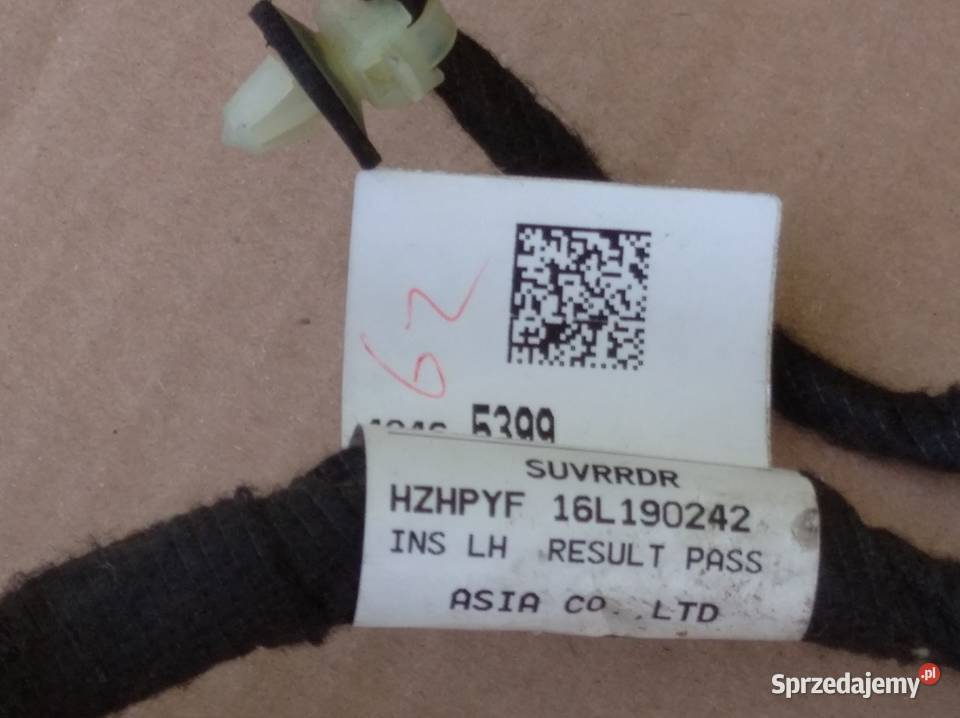 62
5399
SUVRRDR
HZHPYF 16L190242
INS LH RESULT PASS
ASIA CO. LTD
Sprzedajemy.pl